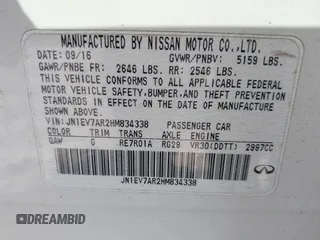 MANUFACTURED BY NISSAN MOTOR CO.,LTD.
DATE: 09/16 GVWR/PNBV: 5159 LBS.
GAWR/PNBE FR: 2646 LBS. RR: 2546 LBS.
THIS VEHICLE CONFORMS TO ALL APPLICABLE FEDERAL
MOTOR VEHICLE SAFETY,BUMPER,AND THEFT PREVENTION
STANDARDS IN EFFECT ON THE DATE OF MANUFACTURE
SHOWN ABOVE.
VIN: JN1EV7AR2HM834338 PASSENGER CAR
COLOR TRIM TRANS AXLE ENGINE
QAW G RE7R01A RG29 VR30(DDTT) 2997CC
JN1EV7AR2HM834338
© AUTOBIDMASTER